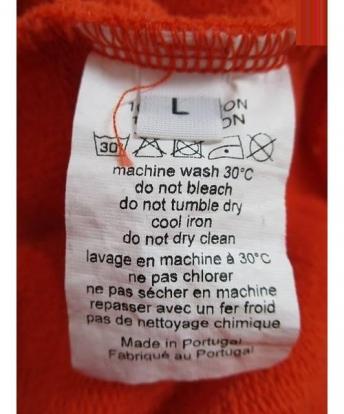 L
ON
ON
30
machine wash 30°C
do not bleach
do not tumble dry
cool iron
do not dry clean
lavage en machine à 30°C
ne pas chlorer
ne pas sécher en machine
repasser avec un fer froid
pas de nettoyage chimique
Made in Portugal
Fabriqué au Portugal